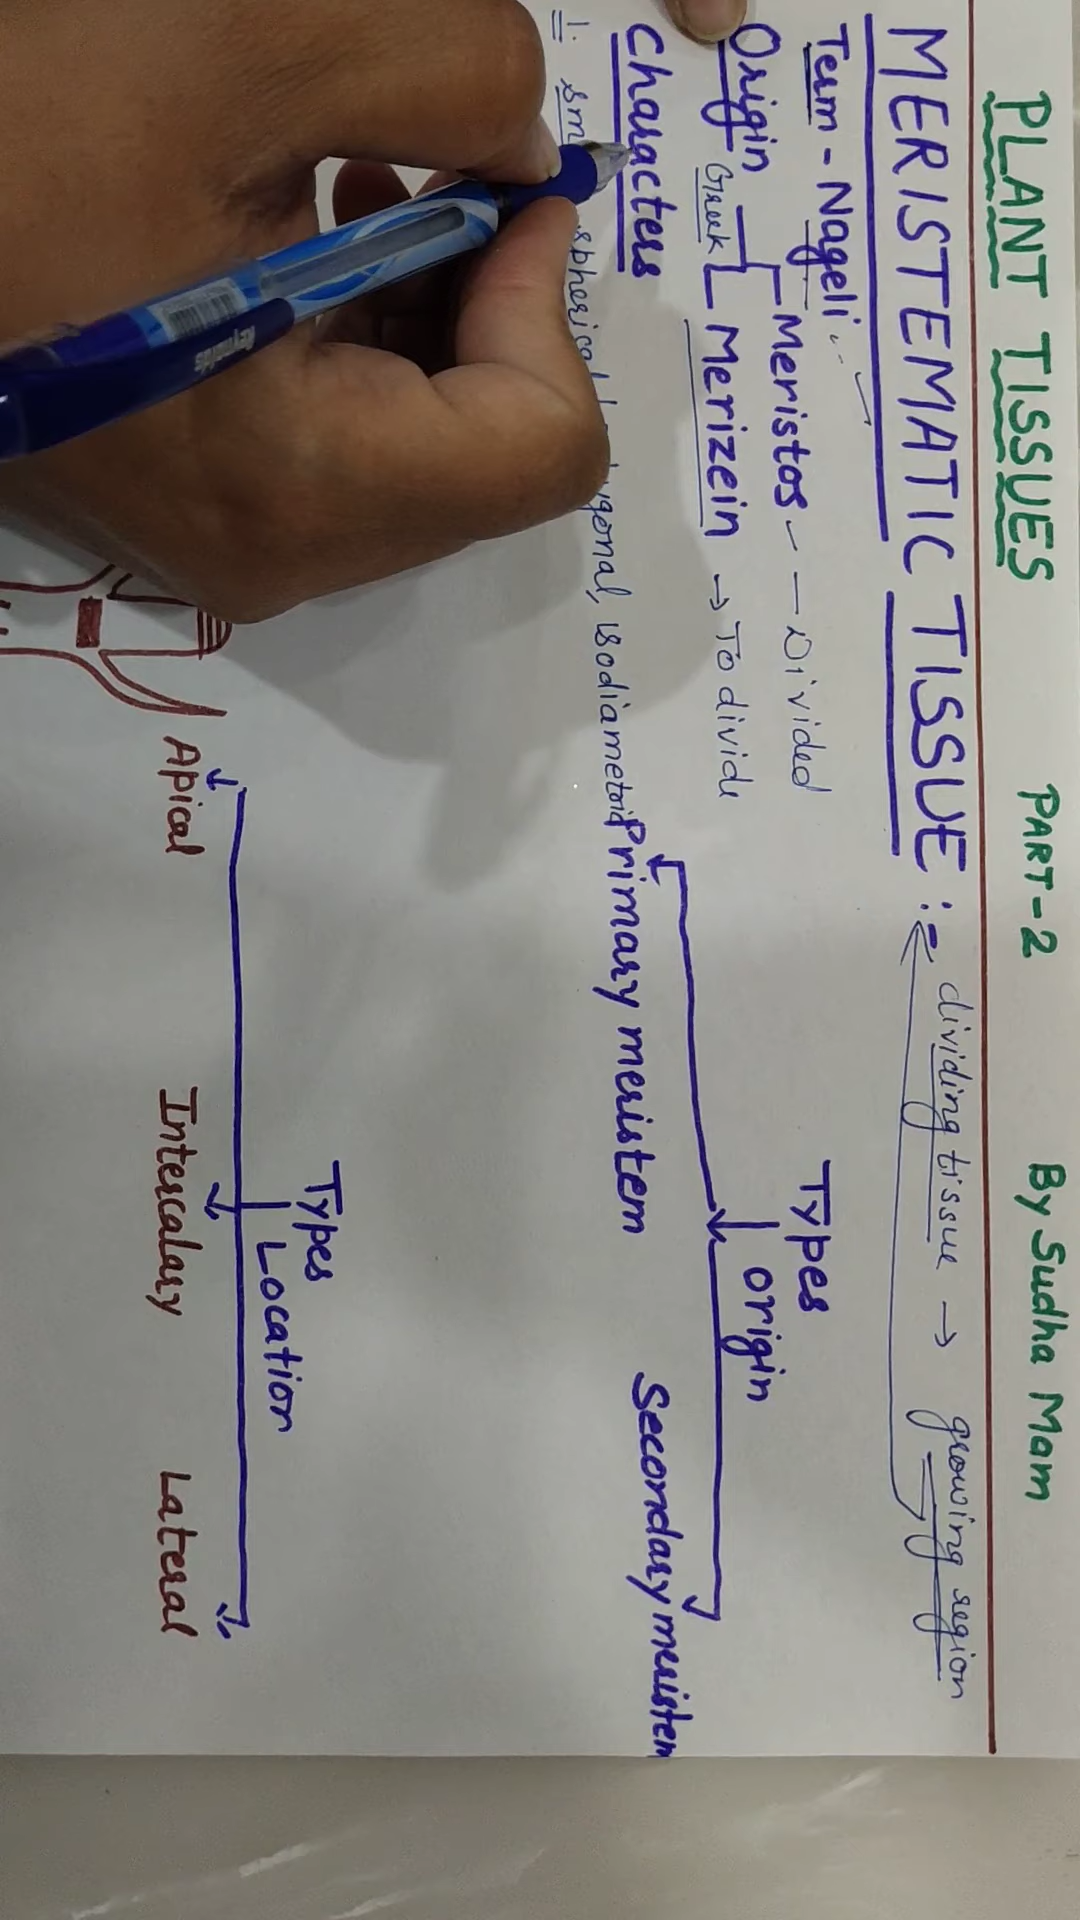 PLANT TISSUES PART-2 By Sudha Mam
MERISTEMATIC TISSUE :- dividing tissue → growing region
Term - Nageli
Origin Meristos - - Divided
Greek Merizein → To divide
Characters
1. spherical isodiametric
Types
origin
Primary meristem Secondary meristem
Types
Location
Apical Intercalary Lateral
Reynolds